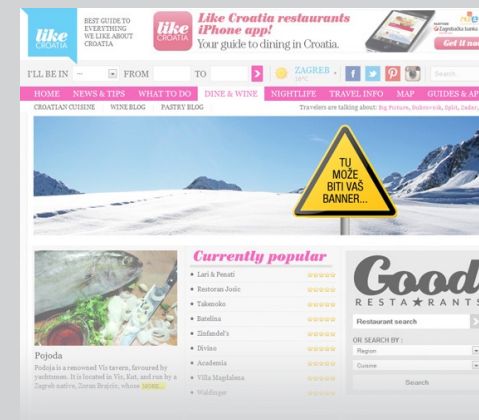 like
CROATIA
BEST GUIDE TO
EVERYTHING
WE LIKE ABOUT
CROATIA
like
CROATIA
Like Croatia restaurants
iPhone app!
Your guide to dining in Croatia.
PARTNERI
Zagrebačka banka
Get it no
I'LL BE IN -- FROM TO
ZAGREB
Search...
HOME NEWS & TIPS WHAT TO DO DINE & WINE NIGHTLIFE TRAVEL INFO MAP GUIDES & AP
CROATIAN CUISINE WINE BLOG PASTRY BLOG
Travelers are talking about: Big Picture, Dubrovnik, Split, Zadar,
TU
MOŽE
BITI VAŠ
BANNER...
Currently popular
Lari & Penati
Restoran Jezic
Takenoko
Batelina
Zinfandel's
Divino
Academia
Villa Magdalena
Waldinger
Pojoda
Pojoda is a renowned Vis tavern, favoured by
yachtsmen. It is located in Vis, Kut, and run by a
Zagreb native, Zoran Brajcic, whose MORE...
Good
RESTA★RANTS
Restaurant search
OR SEARCH BY :
Region
Cuisine
Search